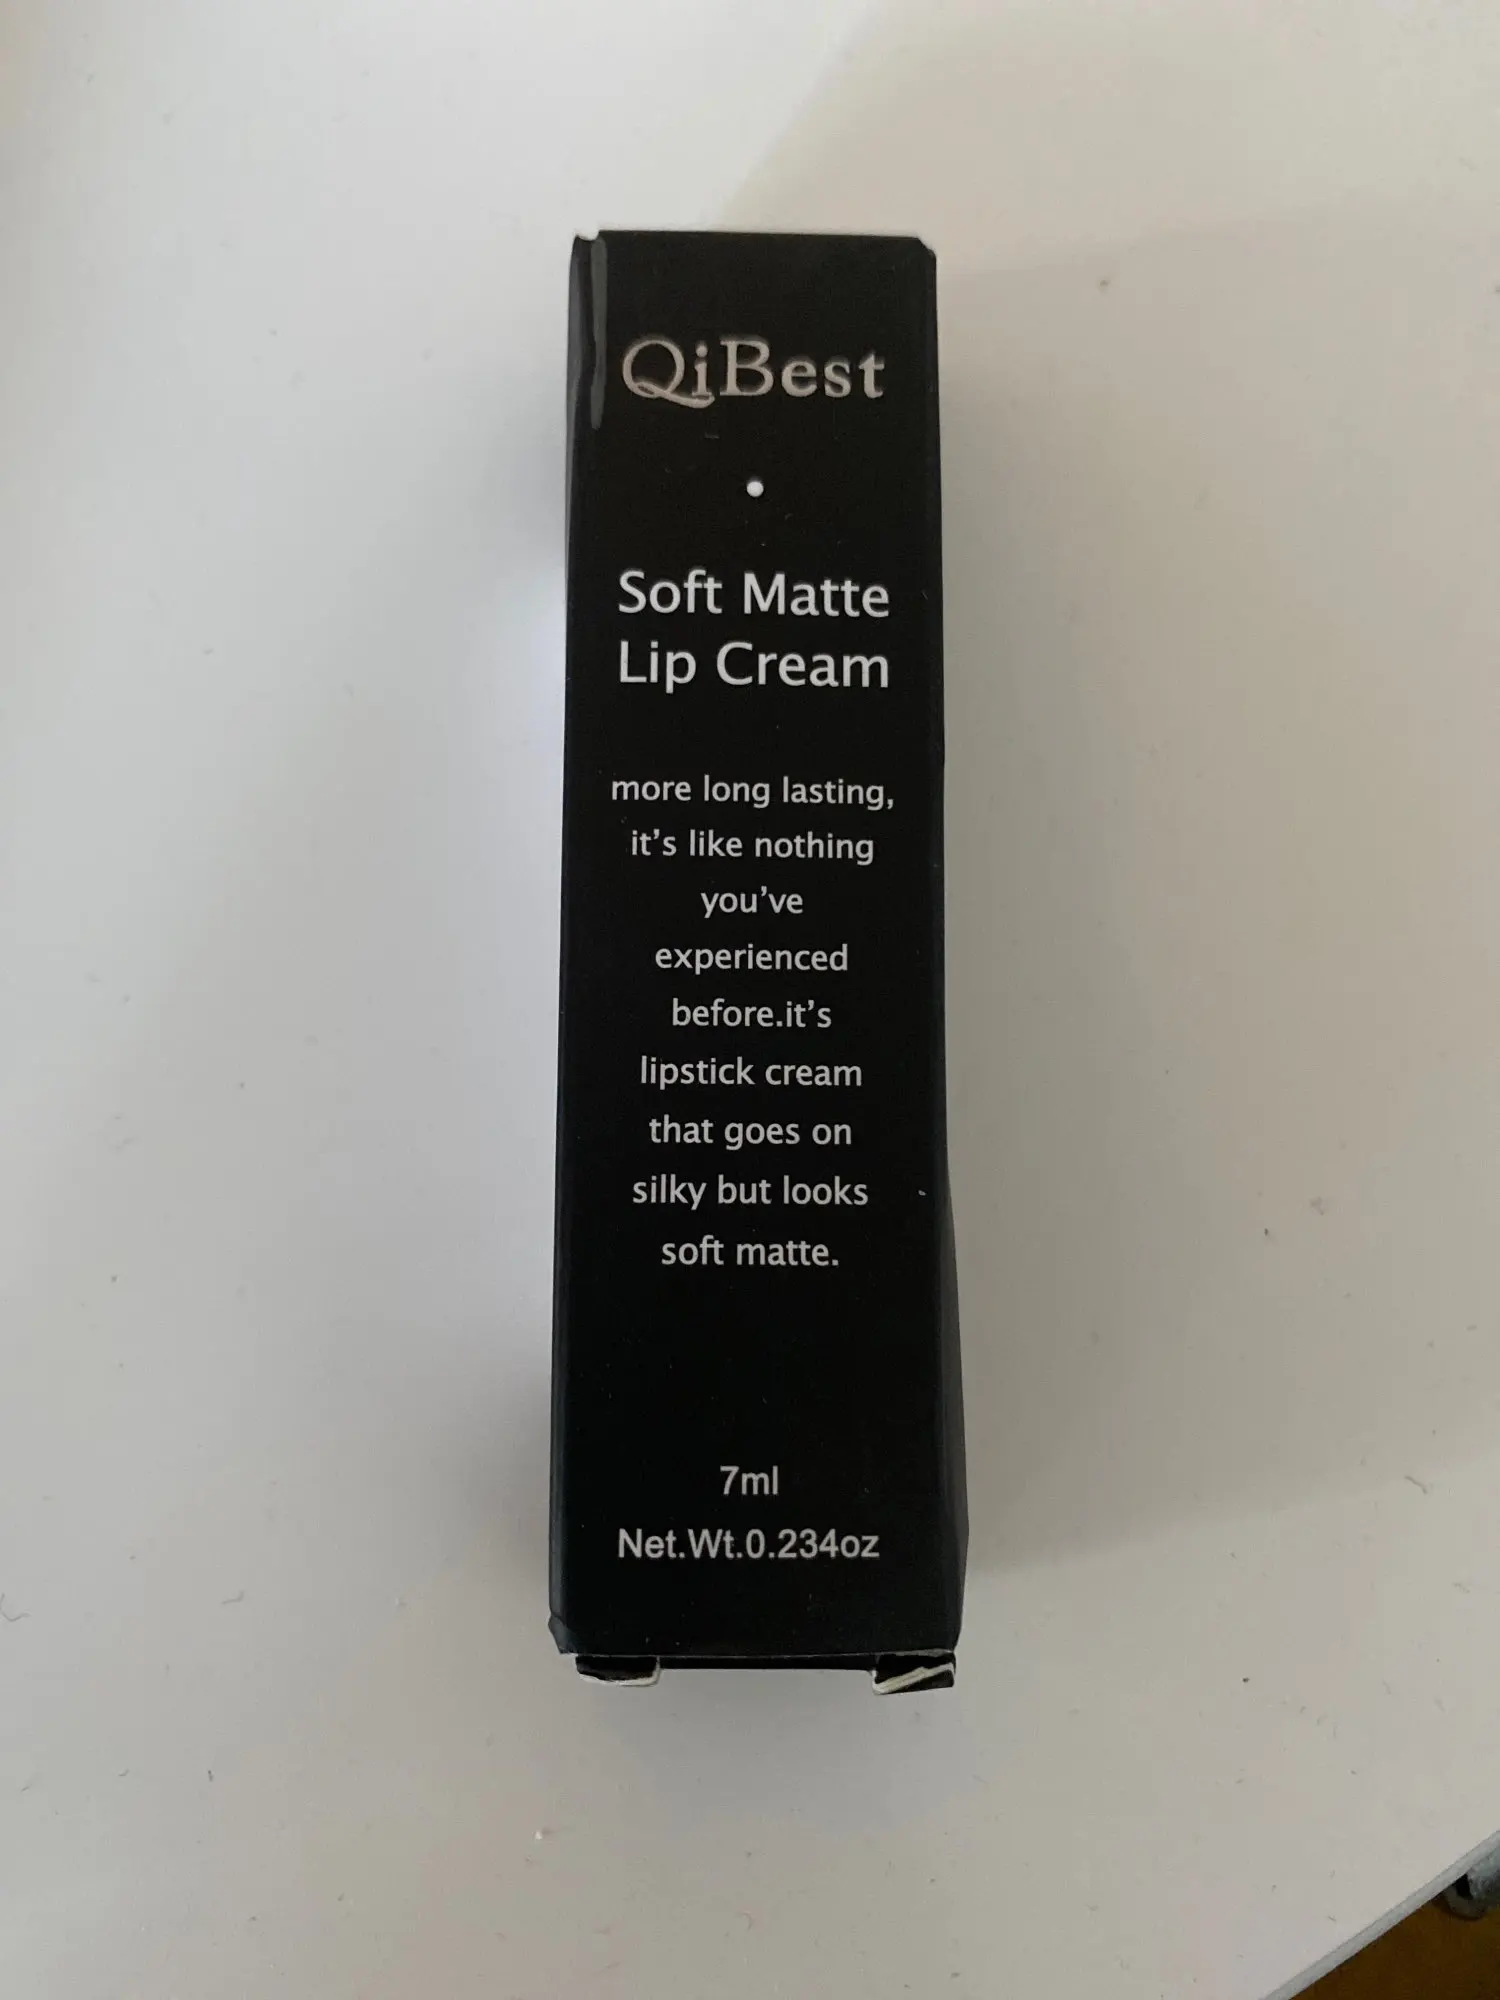 QiBest
Soft Matte
Lip Cream
more long lasting,
it’s like nothing
you’ve
experienced
before.it’s
lipstick cream
that goes on
silky but looks
soft matte.
7ml
Net.Wt.0.234oz